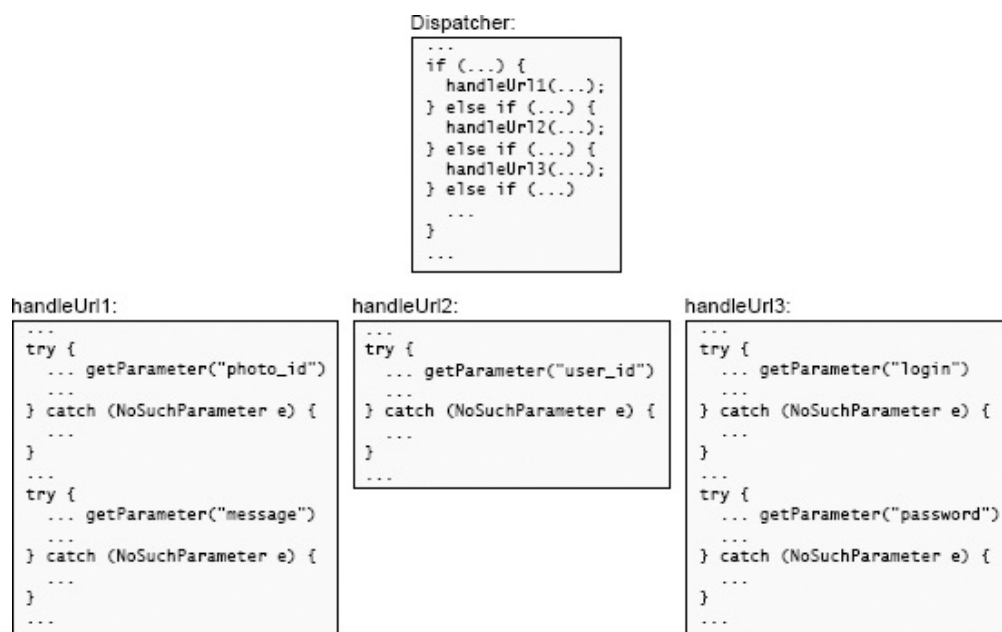 Dispatcher:
...
if (...) {
  handleUrl1(...);
} else if (...) {
  handleUrl2(...);
} else if (...) {
  handleUrl3(...);
} else if (...)
  ...
}
...
handleUrl1:
...
try {
  ... getParameter("photo_id")
  ...
} catch (NoSuchParameter e) {
  ...
}
...
try {
  ... getParameter("message")
  ...
} catch (NoSuchParameter e) {
  ...
}
...
handleUrl2:
...
try {
  ... getParameter("user_id")
  ...
} catch (NoSuchParameter e) {
  ...
}
...
handleUrl3:
...
try {
  ... getParameter("login")
  ...
} catch (NoSuchParameter e) {
  ...
}
...
try {
  ... getParameter("password")
  ...
} catch (NoSuchParameter e) {
  ...
}
...